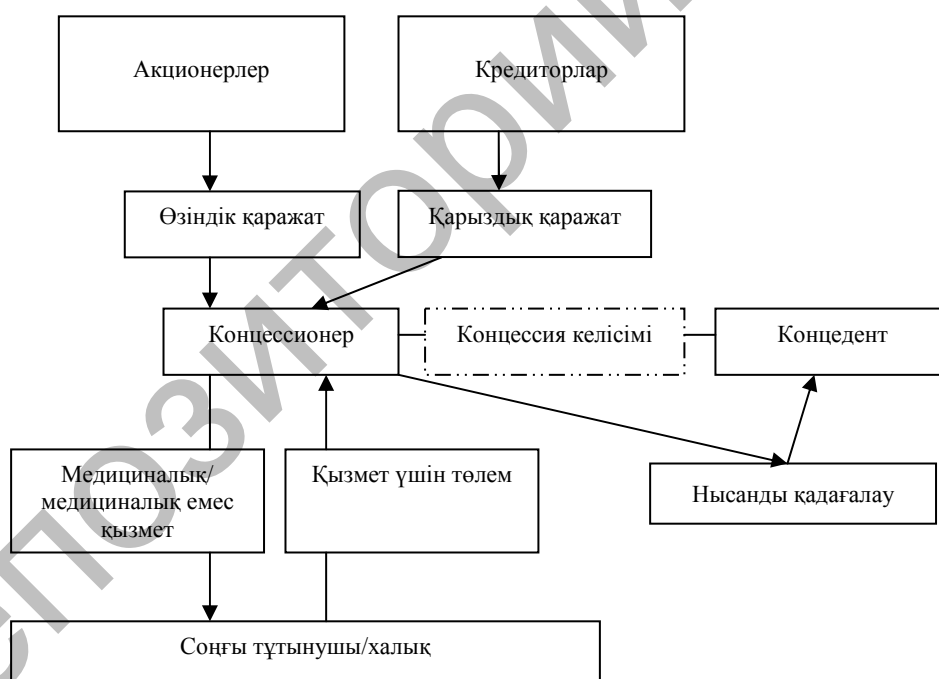 Акционерлер
Кредиторлар
Өзіндік қаражат
Қарыздық қаражат
Концессионер
Концессия келісімі
Концедент
Медициналық/
медициналық емес
қызмет
Қызмет үшін төлем
Нысанды қадағалау
Соңғы тұтынушы/халық